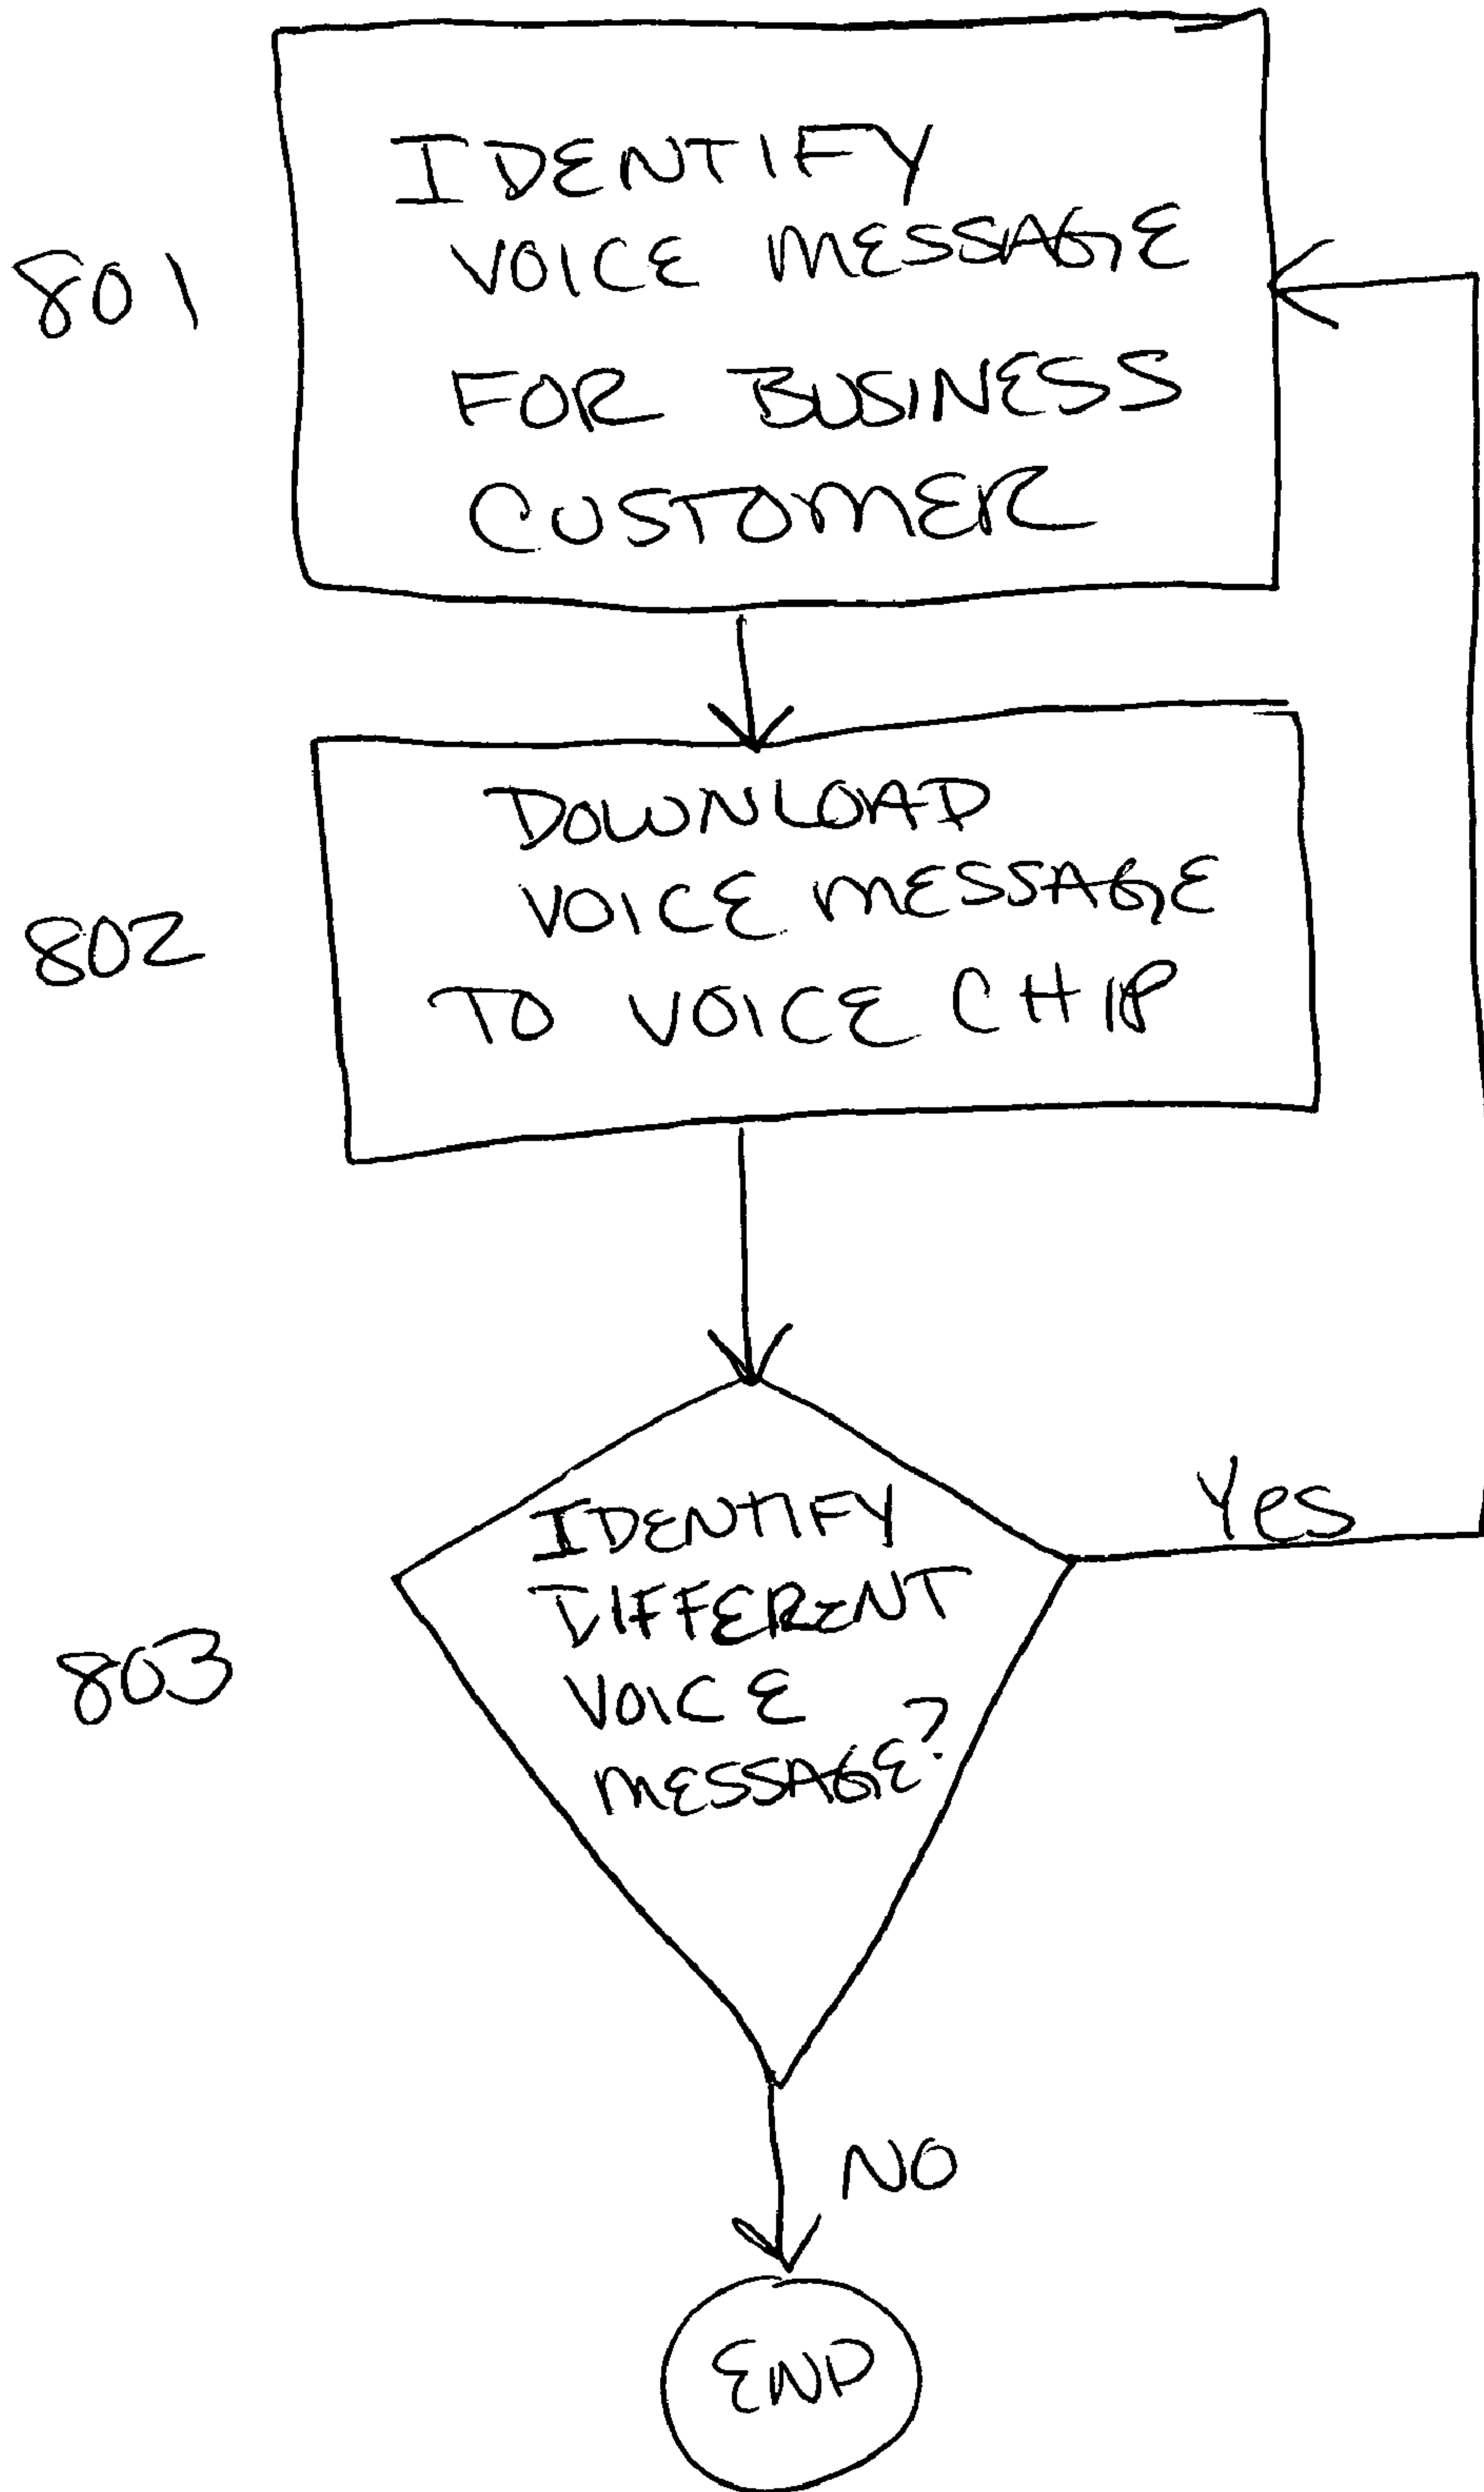 801
IDENTIFY
VOICE MESSAGE
FOR BUSINESS
CUSTOMER
802
DOWNLOAD
VOICE MESSAGE
TO VOICE CHIP
803
IDENTIFY
DIFFERENT
VOICE
MESSAGE?
Yes
NO
END